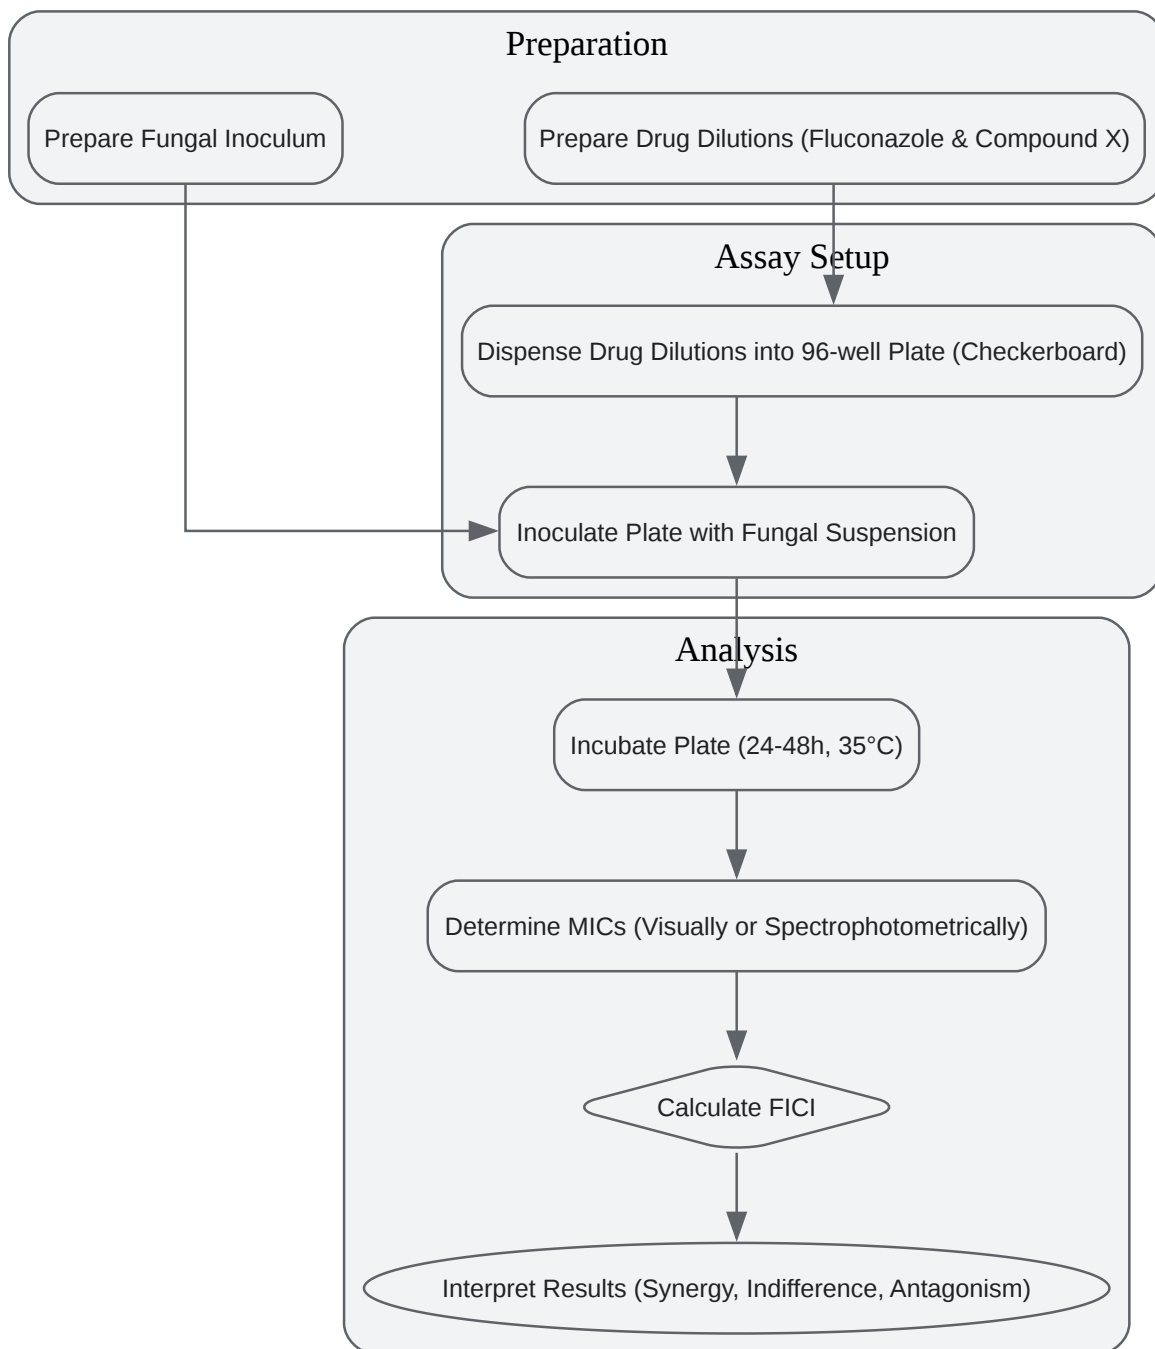 Preparation
Prepare Fungal Inoculum
Prepare Drug Dilutions (Fluconazole & Compound X)
Assay Setup
Dispense Drug Dilutions into 96-well Plate (Checkerboard)
Inoculate Plate with Fungal Suspension
Analysis
Incubate Plate (24-48h, 35°C)
Determine MICs (Visually or Spectrophotometrically)
Calculate FICI
Interpret Results (Synergy, Indifference, Antagonism)